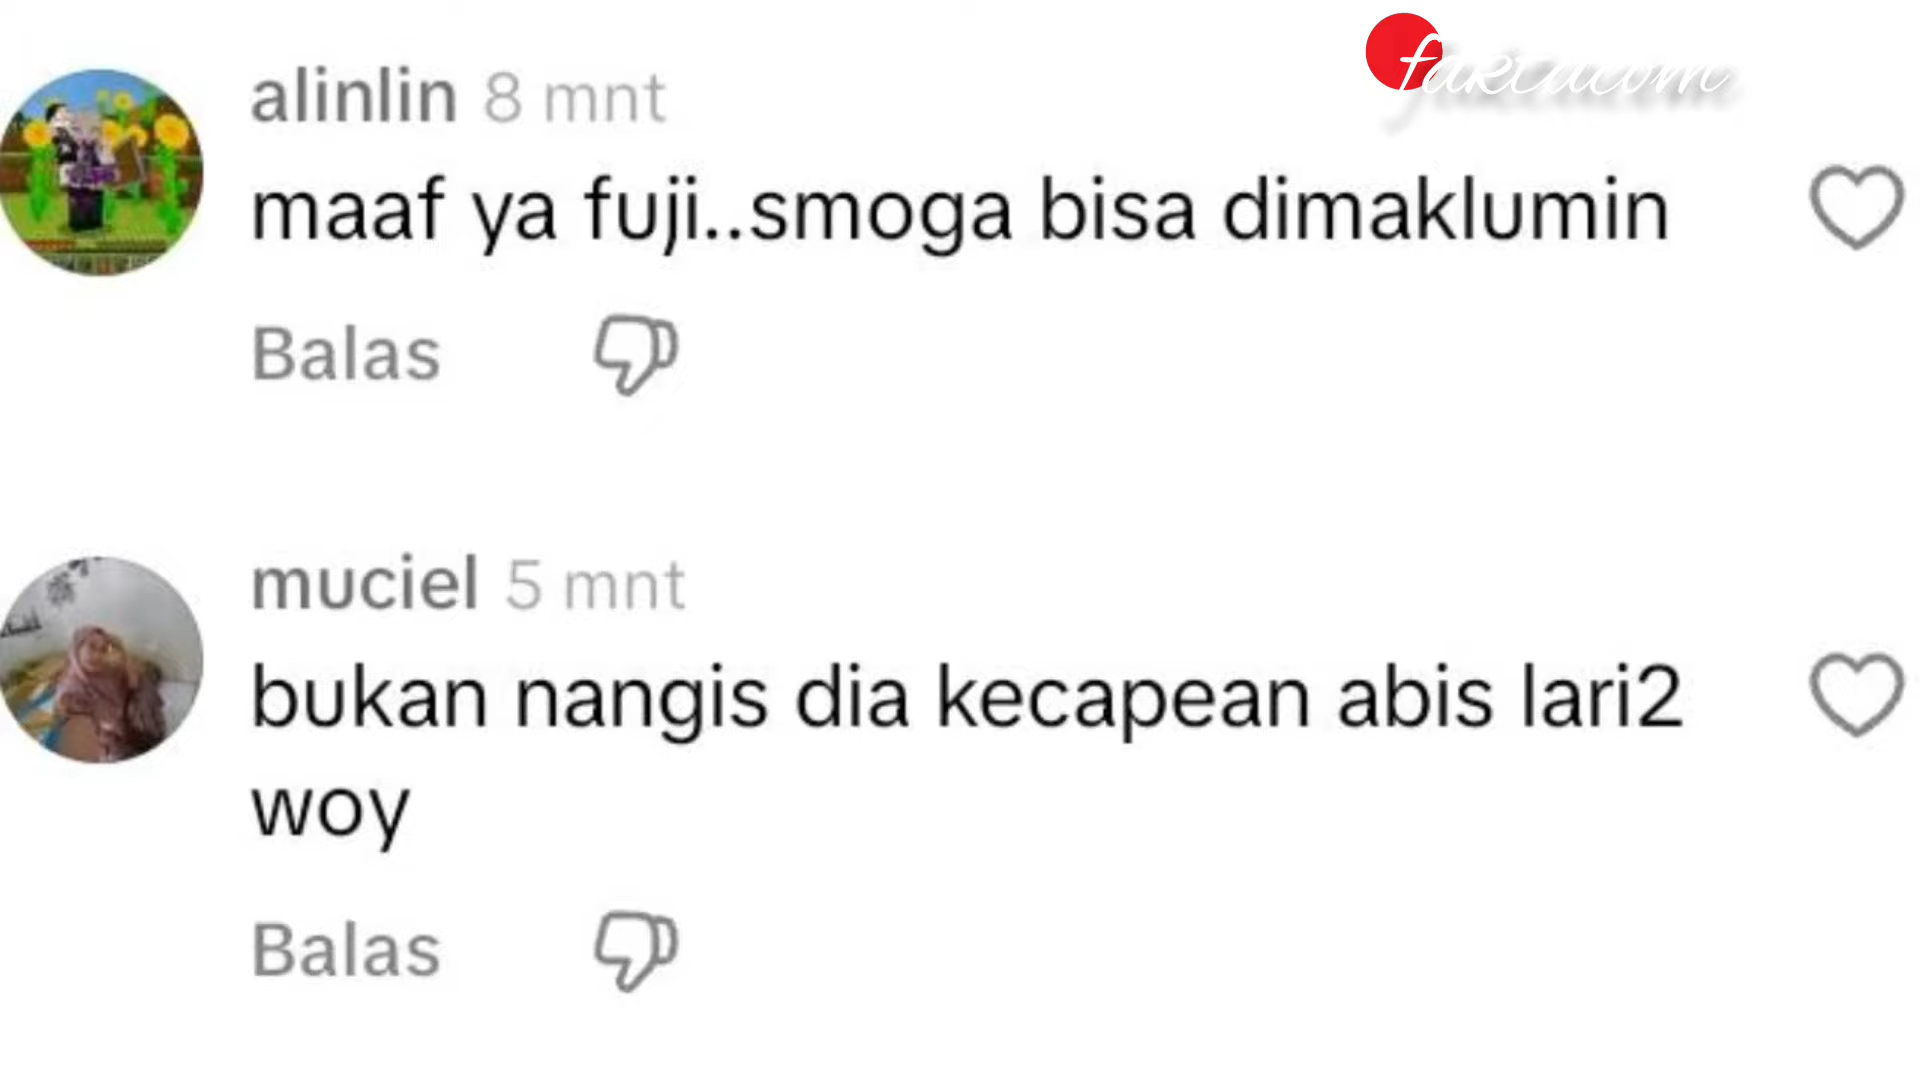 faktacom
alinlin 8 mnt
maaf ya fuji..smoga bisa dimaklumin
Balas
muciel 5 mnt
bukan nangis dia kecapean abis lari2
woy
Balas